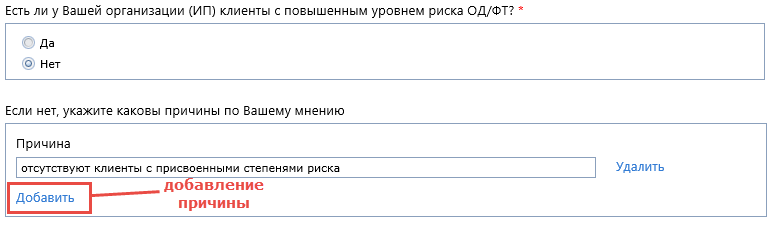 Есть ли у Вашей организации (ИП) клиенты с повышенным уровнем риска ОД/ФТ? *
Да
Нет
Если нет, укажите каковы причины по Вашему мнению
Причина
отсутствуют клиенты с присвоенными степенями риска
Удалить
Добавить
добавление
причины